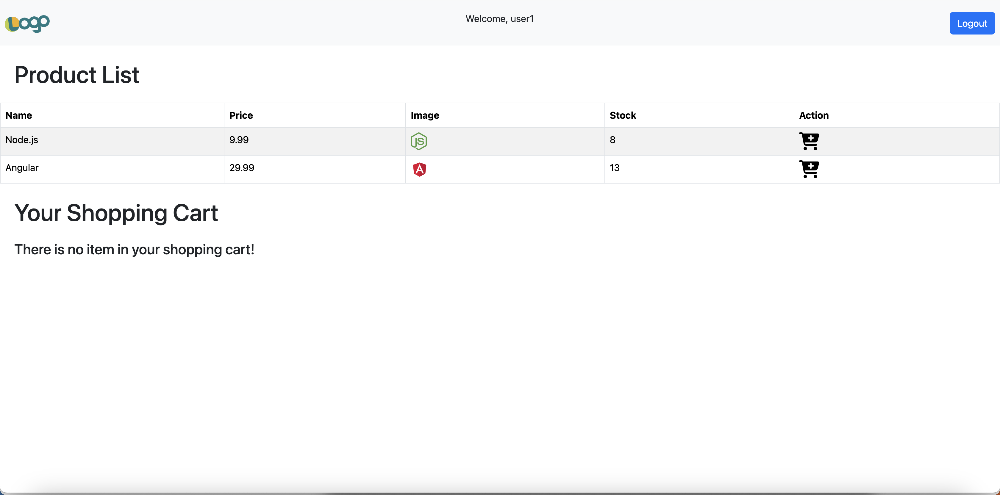 Logo
Welcome, user1
Logout
Product List
Name Price Image Stock Action
Node.js 9.99 JS 8
Angular 29.99 A 13
Your Shopping Cart
There is no item in your shopping cart!